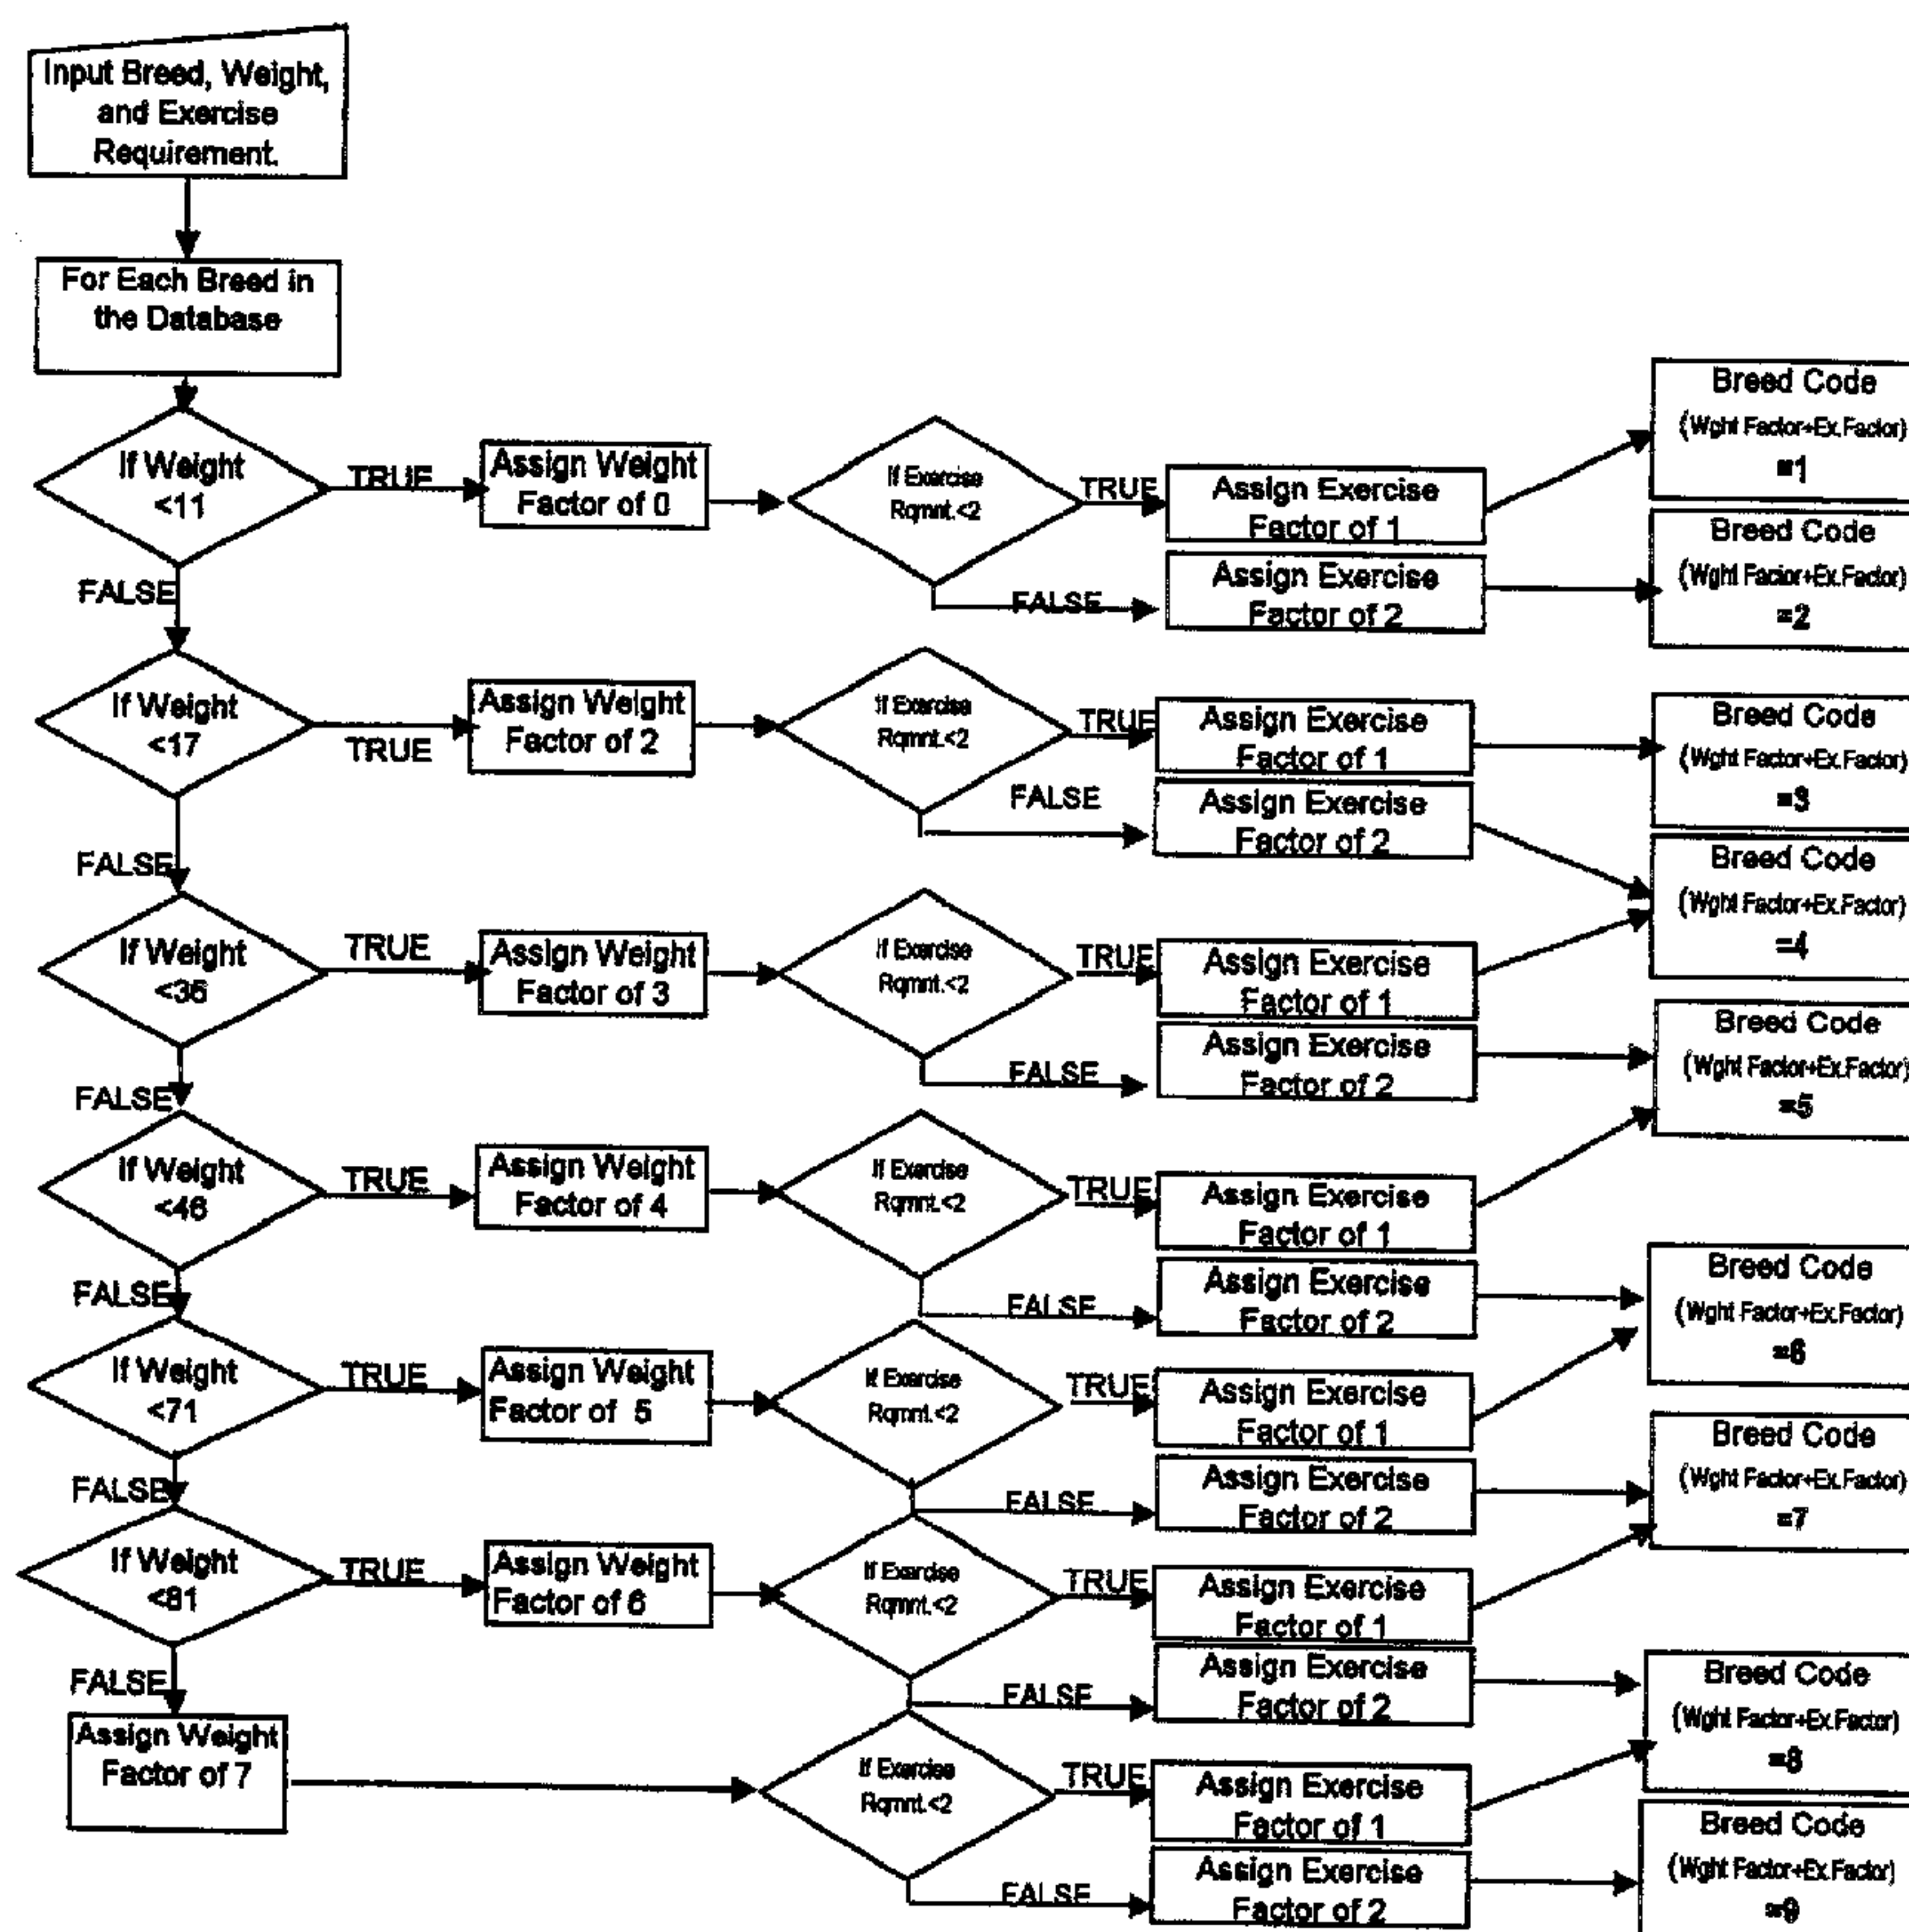 Input Breed, Weight,
and Exercise
Requirement.
For Each Breed in
the Database
If Weight
<11
TRUE
Assign Weight
Factor of 0
If Exercise
Rqmnt.<2
TRUE
Assign Exercise
Factor of 1
Breed Code
(Wght Factor+Ex.Factor)
=1
FALSE
Assign Exercise
Factor of 2
Breed Code
(Wght Factor+Ex.Factor)
=2
FALSE
If Weight
<17
TRUE
Assign Weight
Factor of 2
If Exercise
Rqmnt.<2
TRUE
Assign Exercise
Factor of 1
Breed Code
(Wght Factor+Ex.Factor)
=3
FALSE
Assign Exercise
Factor of 2
Breed Code
(Wght Factor+Ex.Factor)
=4
FALSE
If Weight
<36
TRUE
Assign Weight
Factor of 3
If Exercise
Rqmnt.<2
TRUE
Assign Exercise
Factor of 1
FALSE
Assign Exercise
Factor of 2
Breed Code
(Wght Factor+Ex.Factor)
=5
FALSE
If Weight
<46
TRUE
Assign Weight
Factor of 4
If Exercise
Rqmnt.<2
TRUE
Assign Exercise
Factor of 1
FALSE
Assign Exercise
Factor of 2
Breed Code
(Wght Factor+Ex.Factor)
=6
FALSE
If Weight
<71
TRUE
Assign Weight
Factor of 5
If Exercise
Rqmnt.<2
TRUE
Assign Exercise
Factor of 1
FALSE
Assign Exercise
Factor of 2
Breed Code
(Wght Factor+Ex.Factor)
=7
FALSE
If Weight
<81
TRUE
Assign Weight
Factor of 6
If Exercise
Rqmnt.<2
TRUE
Assign Exercise
Factor of 1
FALSE
Assign Exercise
Factor of 2
Breed Code
(Wght Factor+Ex.Factor)
=8
FALSE
Assign Weight
Factor of 7
If Exercise
Rqmnt.<2
TRUE
Assign Exercise
Factor of 1
FALSE
Assign Exercise
Factor of 2
Breed Code
(Wght Factor+Ex.Factor)
=9